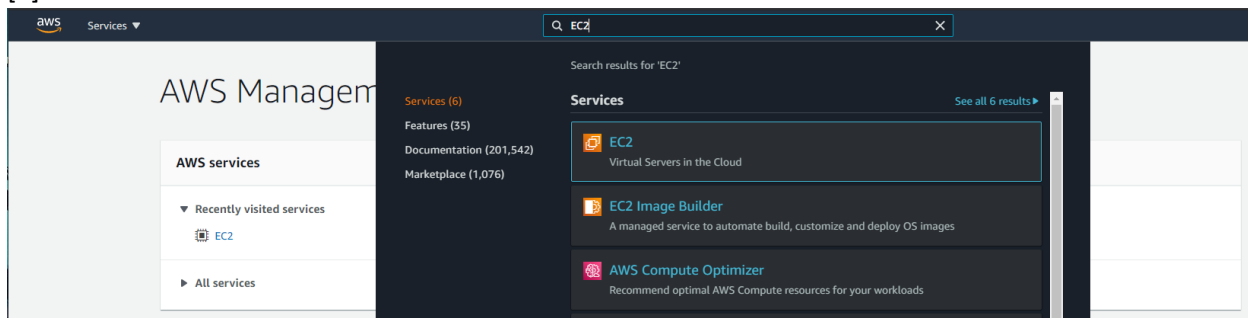 aws
Services ▼
EC2
AWS Managem
Search results for 'EC2'
Services (6)
Features (35)
Documentation (201,542)
Marketplace (1,076)
Services
See all 6 results ▶
EC2
Virtual Servers in the Cloud
EC2 Image Builder
A managed service to automate build, customize and deploy OS images
AWS Compute Optimizer
Recommend optimal AWS Compute resources for your workloads
AWS services
▼ Recently visited services
EC2
▶ All services